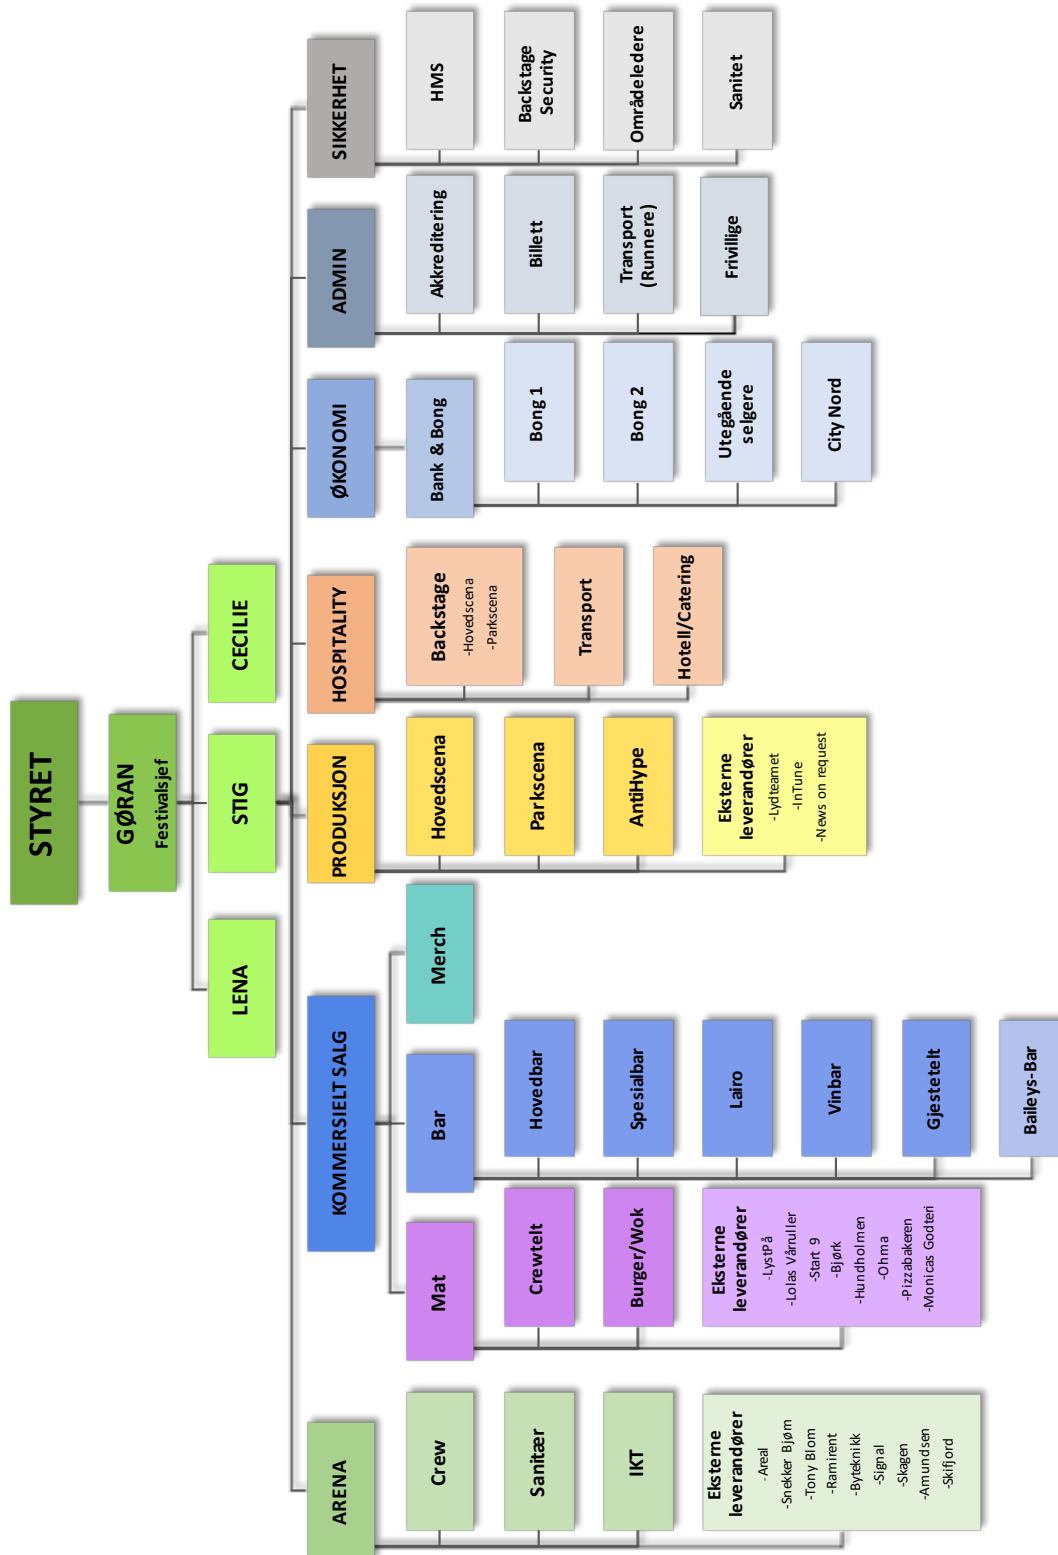 STYRET
GØRAN
Festivalsjef
LENA
STIG
CECILIE
ARENA
Crew
Sanitær
IKT
Eksterne
leverandører
-Areal
-Snekker Bjørn
-Tony Blom
-Ramirent
-Byteknikk
-Signal
-Skagen
-Amundsen
-Skifjord
KOMMERSIELT SALG
Mat
Crewtelt
Burger/Wok
Eksterne
leverandører
-LystPå
-Lolas Vårruller
-Start 9
-Bjørk
-Hundholmen
-Ohma
-Pizzabakeren
-Monicas Godteri
Bar
Hovedbar
Spesialbar
Lairo
Vinbar
Gjestetelt
Baileys-Bar
Merch
PRODUKSJON
Hovedscena
Parkscena
AntiHype
Eksterne
leverandører
-Lydteamet
-InTune
-News on request
HOSPITALITY
Backstage
-Hovedscena
-Parkscena
Transport
Hotell/Catering
ØKONOMI
Bank & Bong
Bong 1
Bong 2
Utegående
selgere
City Nord
ADMIN
Akkreditering
Billett
Transport
(Runnere)
Frivillige
SIKKERHET
HMS
Backstage
Security
Områdeledere
Sanitet